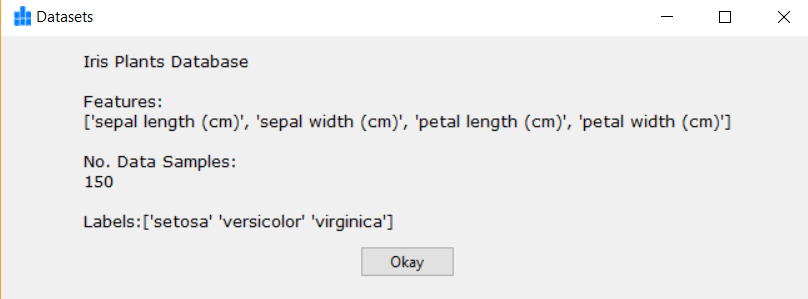 Datasets
Iris Plants Database
Features:
['sepal length (cm)', 'sepal width (cm)', 'petal length (cm)', 'petal width (cm)']
No. Data Samples:
150
Labels:['setosa' 'versicolor' 'virginica']
Okay